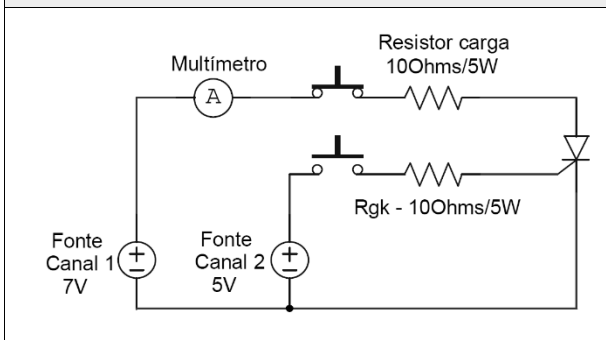 Resistor carga
10Ohms/5W
Multímetro
A
Rgk - 10Ohms/5W
Fonte
Canal 1
7V
+
Fonte
Canal 2
5V
+